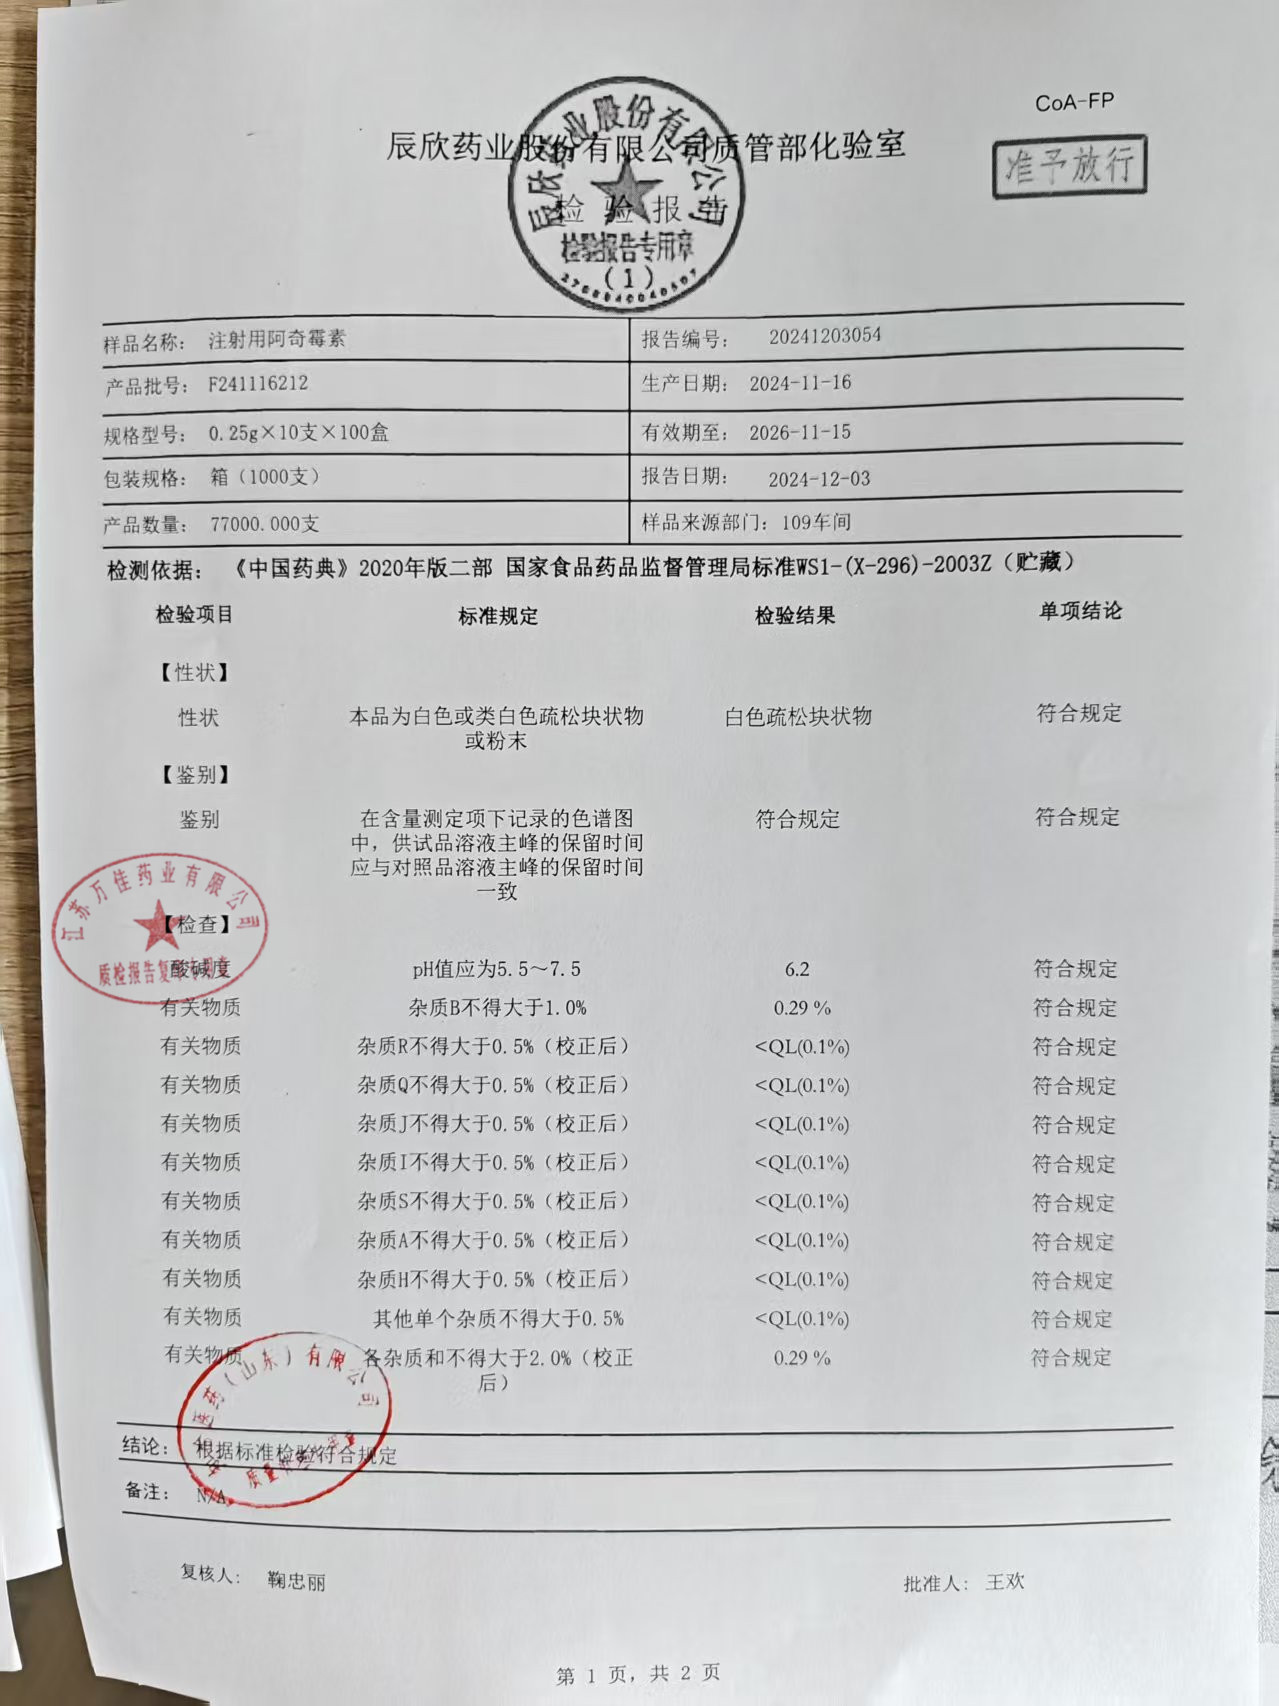 CoA-FP
辰欣药业股份有限公司质管部化验室
准予放行
检验报告
辰欣药业股份有限公司
检验报告专用章
(1)
样品名称： 注射用阿奇霉素 报告编号： 20241203054
产品批号： F241116212 生产日期： 2024-11-16
规格型号： 0.25g×10支×100盒 有效期至： 2026-11-15
包装规格： 箱（1000支） 报告日期： 2024-12-03
产品数量： 77000.000支 样品来源部门：109车间
检测依据： 《中国药典》2020年版二部 国家食品药品监督管理局标准WS1-(X-296)-2003Z（贮藏）
检验项目 标准规定 检验结果 单项结论
【性状】
性状 本品为白色或类白色疏松块状物 白色疏松块状物 符合规定
或粉末
【鉴别】
鉴别 在含量测定项下记录的色谱图 符合规定 符合规定
中，供试品溶液主峰的保留时间
应与对照品溶液主峰的保留时间
一致
江苏万佳药业有限公司
【检查】
质检报告复
酸碱度 pH值应为5.5～7.5 6.2 符合规定
有关物质 杂质B不得大于1.0% 0.29 % 符合规定
有关物质 杂质R不得大于0.5%（校正后） <QL(0.1%) 符合规定
有关物质 杂质Q不得大于0.5%（校正后） <QL(0.1%) 符合规定
有关物质 杂质J不得大于0.5%（校正后） <QL(0.1%) 符合规定
有关物质 杂质I不得大于0.5%（校正后） <QL(0.1%) 符合规定
有关物质 杂质S不得大于0.5%（校正后） <QL(0.1%) 符合规定
有关物质 杂质A不得大于0.5%（校正后） <QL(0.1%) 符合规定
有关物质 杂质H不得大于0.5%（校正后） <QL(0.1%) 符合规定
有关物质 其他单个杂质不得大于0.5% <QL(0.1%) 符合规定
有关物质 各杂质和不得大于2.0%（校正 0.29 % 符合规定
后）
药（山东）有限公司
质量
结论： 根据标准检验符合规定
备注： N/A
复核人： 鞠忠丽 批准人： 王欢
第 1 页，共 2 页